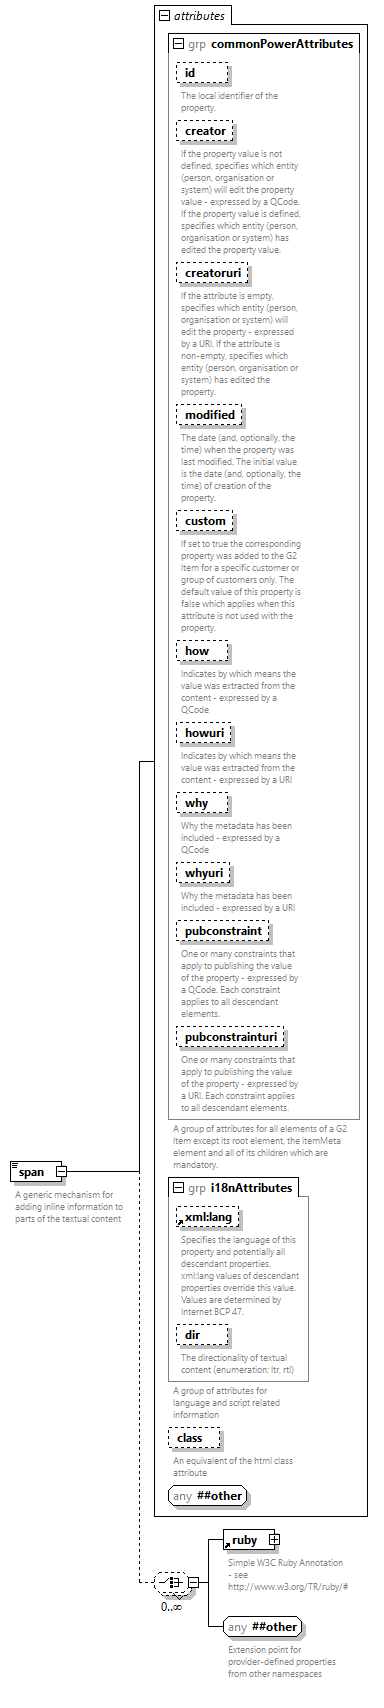 attributes
grp commonPowerAttributes
id
The local identifier of the
property.
creator
If the property value is not
defined, specifies which entity
(person, organisation or
system) will edit the property
value - expressed by a QCode.
If the property value is defined,
specifies which entity (person,
organisation or system) has
edited the property value.
creatoruri
If the attribute is empty,
specifies which entity (person,
organisation or system) will
edit the property - expressed
by a URI. If the attribute is
non-empty, specifies which
entity (person, organisation or
system) has edited the
property.
modified
The date (and, optionally, the
time) when the property was
last modified. The initial value
is the date (and, optionally, the
time) of creation of the
property.
custom
If set to true the corresponding
property was added to the G2
Item for a specific customer or
group of customers only. The
default value of this property is
false which applies when this
attribute is not used with the
property.
how
Indicates by which means the
value was extracted from the
content - expressed by a
QCode
howuri
Indicates by which means the
value was extracted from the
content - expressed by a URI
why
Why the metadata has been
included - expressed by a
QCode
whyuri
Why the metadata has been
included - expressed by a URI
pubconstraint
One or many constraints that
apply to publishing the value
of the property - expressed by
a QCode. Each constraint
applies to all descendant
elements.
pubconstrainturi
One or many constraints that
apply to publishing the value
of the property - expressed by
a URI. Each constraint applies
to all descendant elements.
A group of attributes for all elements of a G2
Item except its root element, the itemMeta
element and all of its children which are
mandatory.
span
A generic mechanism for
adding inline information to
parts of the textual content
grp i18nAttributes
xml:lang
Specifies the language of this
property and potentially all
descendant properties.
xml:lang values of descendant
properties override this value.
Values are determined by
Internet BCP 47.
dir
The directionality of textual
content (enumeration: ltr, rtl)
A group of attributes for
language and script related
information
class
An equivalent of the html class
attribute
any ##other
ruby
Simple W3C Ruby Annotation
- see
http://www.w3.org/TR/ruby/#
0..∞
any ##other
Extension point for
provider-defined properties
from other namespaces